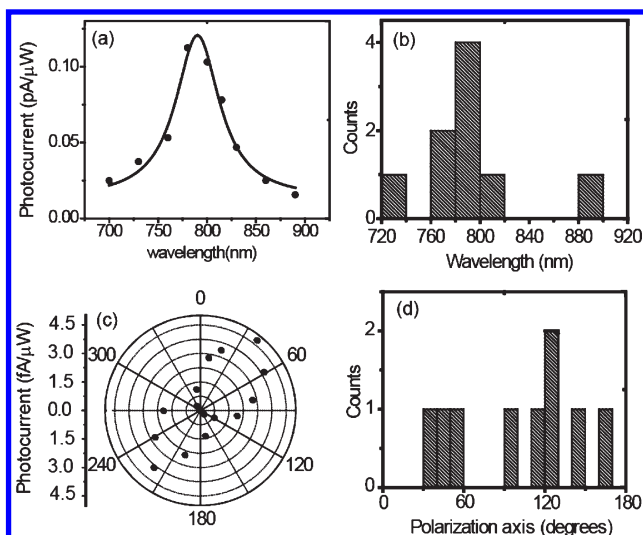 (a)
Photocurrent (pA/μW)
0.10
0.05
0.00
700 750 800 850 900
wavelength(nm)
(b)
Counts
4
2
0
720 760 800 840 880 920
Wavelength (nm)
(c)
Photocurrent (fA/μW)
4.5
3.0
1.5
0.0
1.5
3.0
4.5
0
60
120
180
240
300
(d)
Counts
2
1
0
0 60 120 180
Polarization axis (degrees)